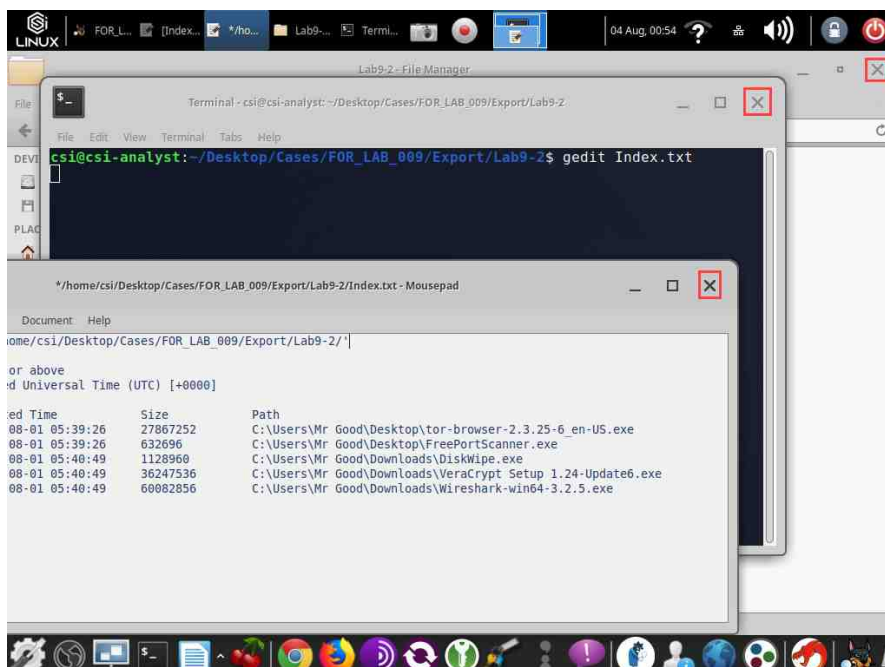 LINUX
FOR_L...
[Index...
*/ho...
Lab9-...
Termi...
04 Aug, 00:54
Lab9-2 - File Manager
File
Terminal - csi@csi-analyst: ~/Desktop/Cases/FOR_LAB_009/Export/Lab9-2
File Edit View Terminal Tabs Help
DEVI
csi@csi-analyst:~/Desktop/Cases/FOR_LAB_009/Export/Lab9-2$ gedit Index.txt
PLAC
*/home/csi/Desktop/Cases/FOR_LAB_009/Export/Lab9-2/Index.txt - Mousepad
Document Help
ome/csi/Desktop/Cases/FOR_LAB_009/Export/Lab9-2/'
or above
ed Universal Time (UTC) [+0000]
ted Time Size Path
08-01 05:39:26 27867252 C:\Users\Mr Good\Desktop\tor-browser-2.3.25-6_en-US.exe
08-01 05:39:26 632696 C:\Users\Mr Good\Desktop\FreePortScanner.exe
08-01 05:40:49 1128960 C:\Users\Mr Good\Downloads\DiskWipe.exe
08-01 05:40:49 36247536 C:\Users\Mr Good\Downloads\VeraCrypt Setup 1.24-Update6.exe
08-01 05:40:49 60082856 C:\Users\Mr Good\Downloads\Wireshark-win64-3.2.5.exe